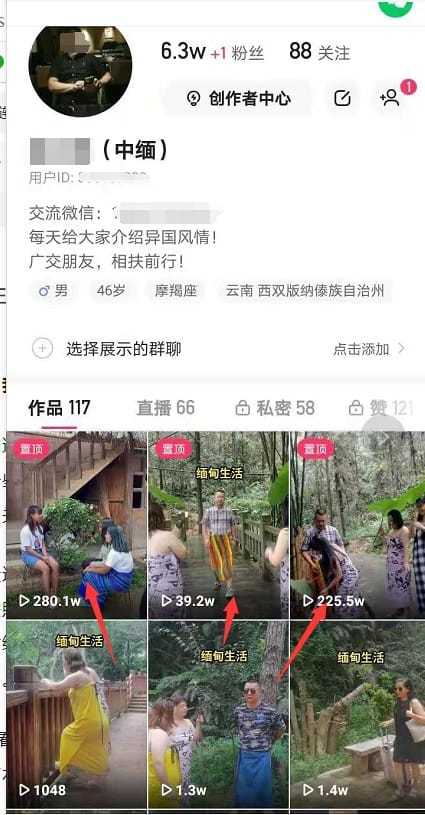 6.3w +1 粉丝 88 关注
创作者中心
1
（中缅）
用户ID:
交流微信：
每天给大家介绍异国风情！
广交朋友，相扶前行！
♂ 男 46岁 摩羯座 云南 西双版纳傣族自治州
选择展示的群聊 点击添加 >
作品 117 直播 66 私密 58 赞 121
置顶 置顶 置顶
缅甸生活
280.1w 39.2w 225.5w
缅甸生活 缅甸生活 缅甸生活
1048 1.3w 1.4w